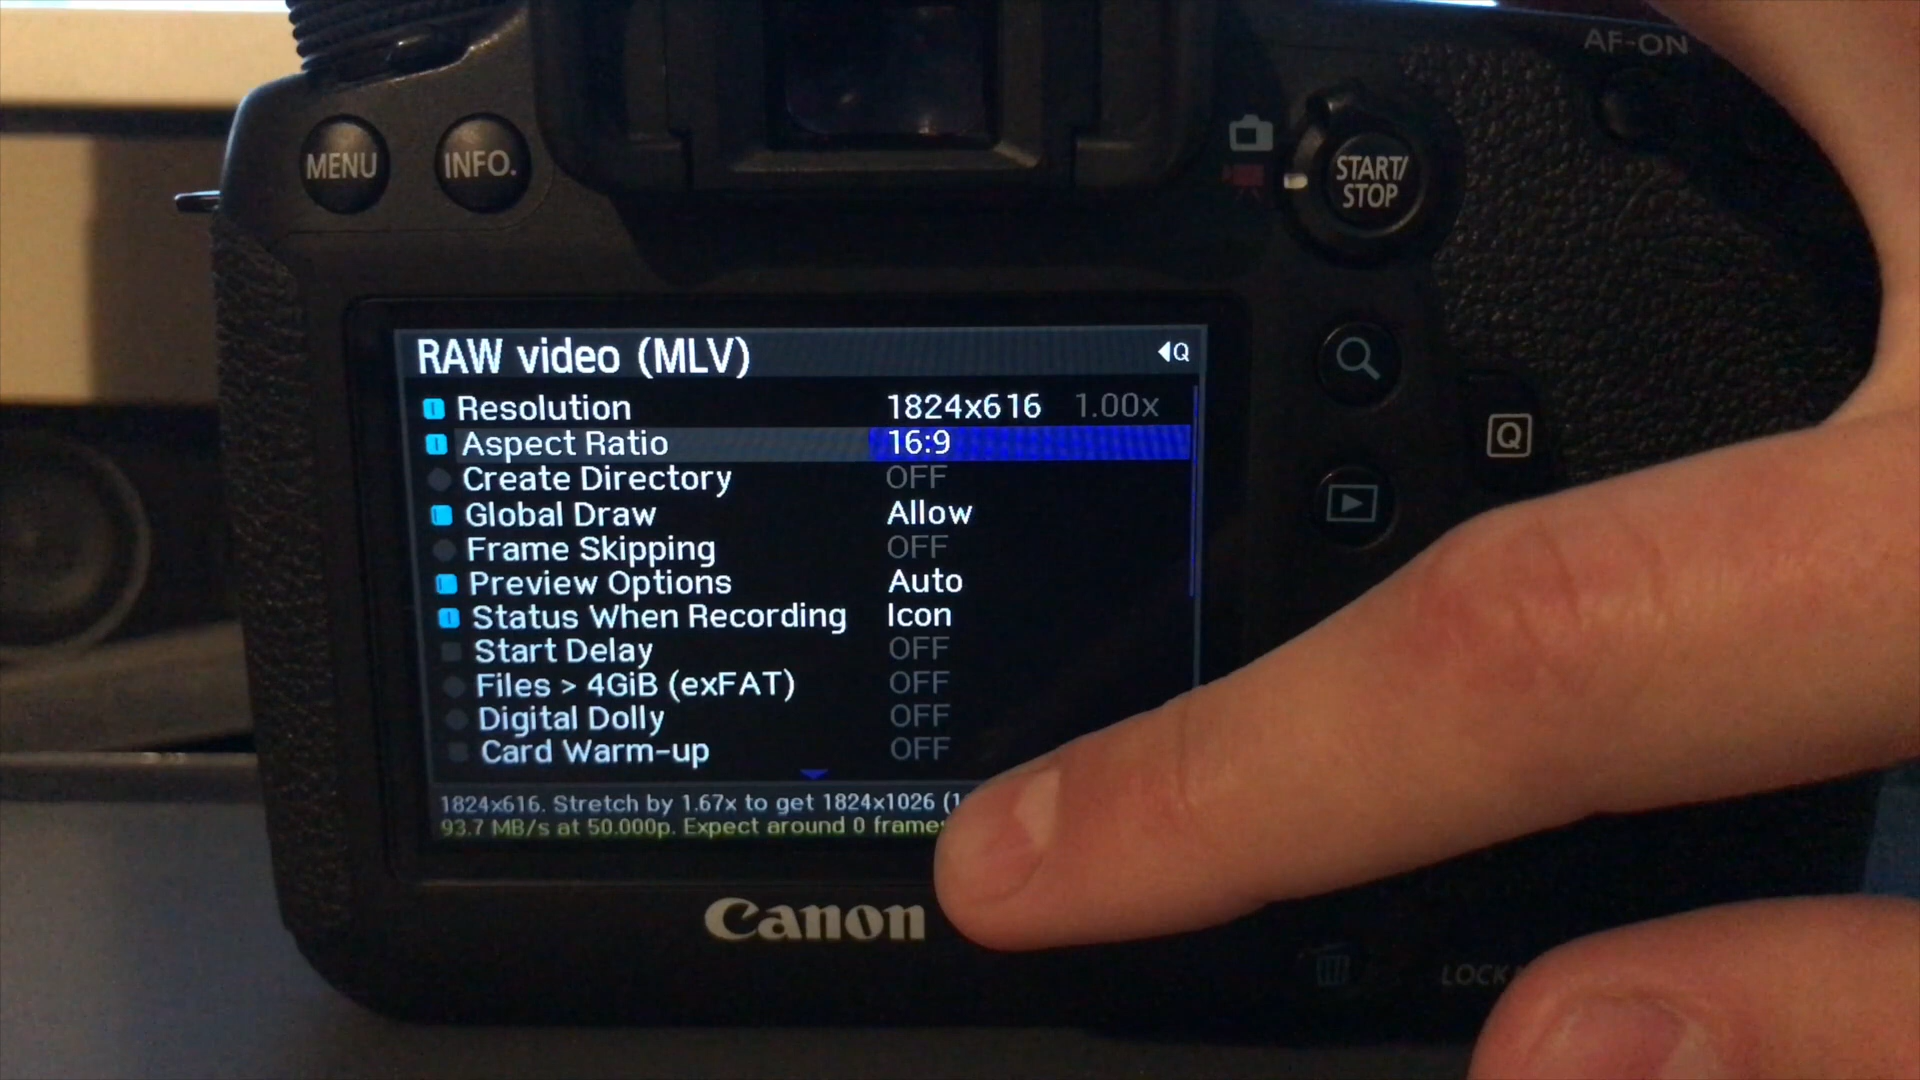 AF-ON
MENU
INFO.
START/
STOP
RAW video (MLV)
Q
Resolution 1824x616 1.00x
Aspect Ratio 16:9
Create Directory OFF
Global Draw Allow
Frame Skipping OFF
Preview Options Auto
Status When Recording Icon
Start Delay OFF
Files > 4GiB (exFAT) OFF
Digital Dolly OFF
Card Warm-up OFF
1824x616. Stretch by 1.67x to get 1824x1026 (1
93.7 MB/s at 50.000p. Expect around 0 frame
Q
Canon
LOCK